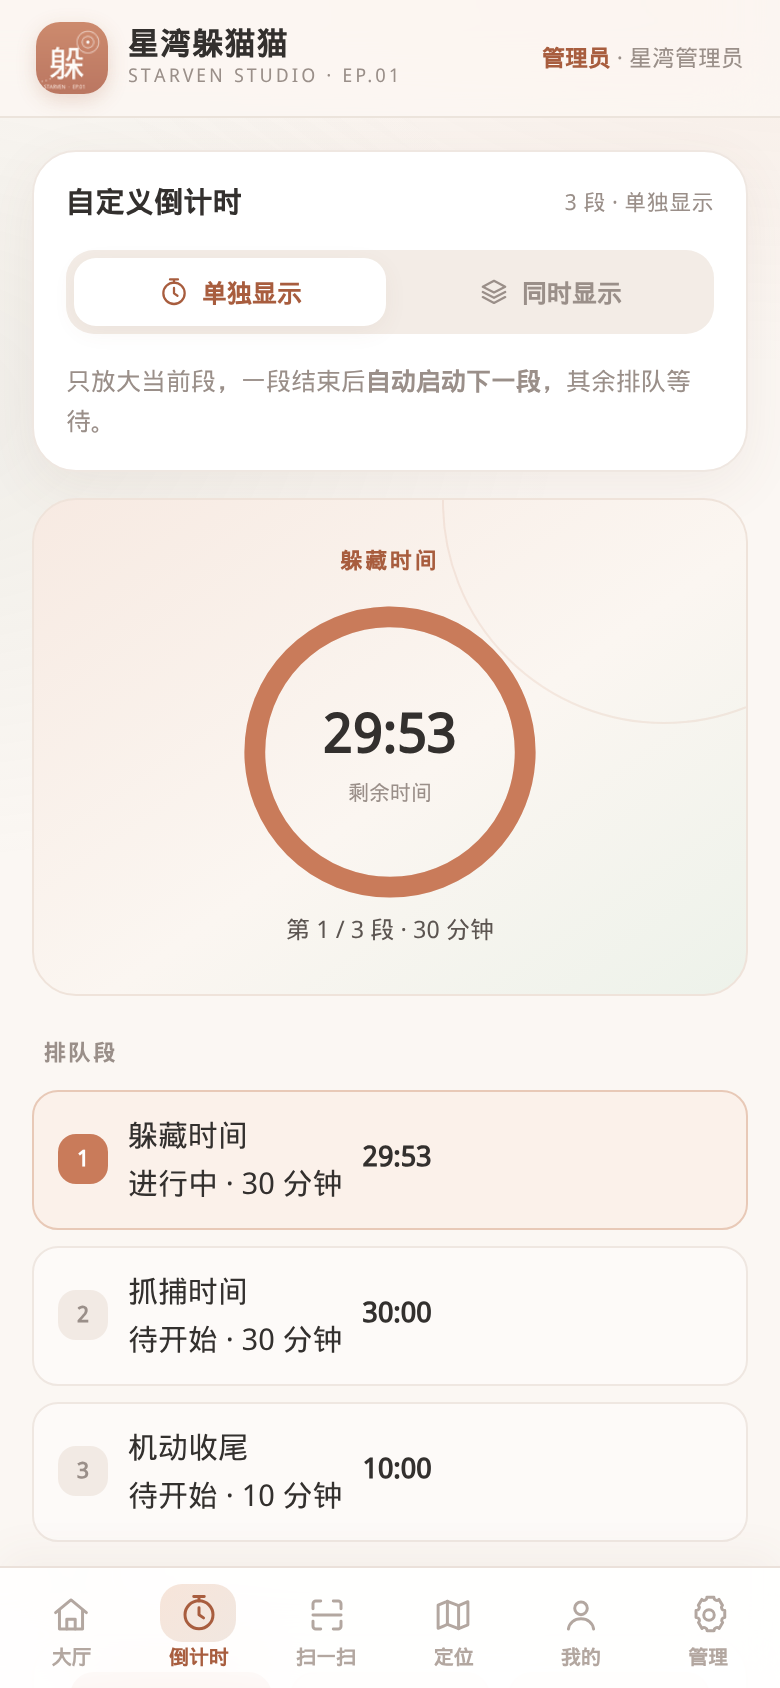 躲
STARVEN · EP.01
星湾躲猫猫
STARVEN STUDIO · EP.01
管理员 · 星湾管理员
自定义倒计时
3 段 · 单独显示
单独显示
同时显示
只放大当前段，一段结束后自动启动下一段，其余排队等
待。
躲藏时间
29:53
剩余时间
第 1 / 3 段 · 30 分钟
排队段
1
躲藏时间
进行中 · 30 分钟
29:53
2
抓捕时间
待开始 · 30 分钟
30:00
3
机动收尾
待开始 · 10 分钟
10:00
大厅
倒计时
扫一扫
定位
我的
管理